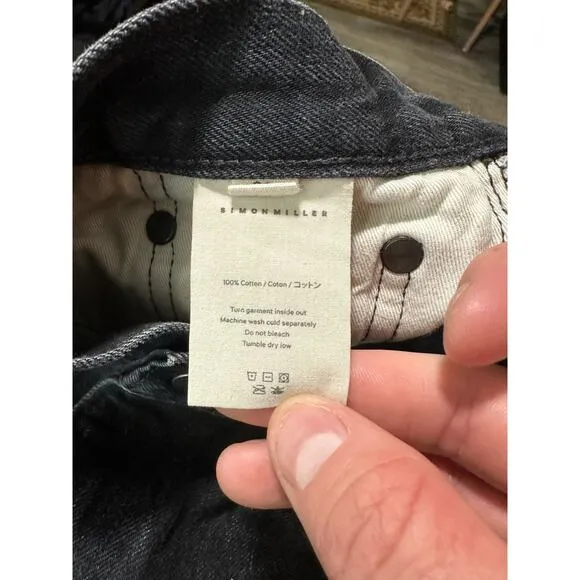 SIMONMILLER
100% Cotton / Coton / コットン
Turn garment inside out
Machine wash cold separately
Do not bleach
Tumble dry low